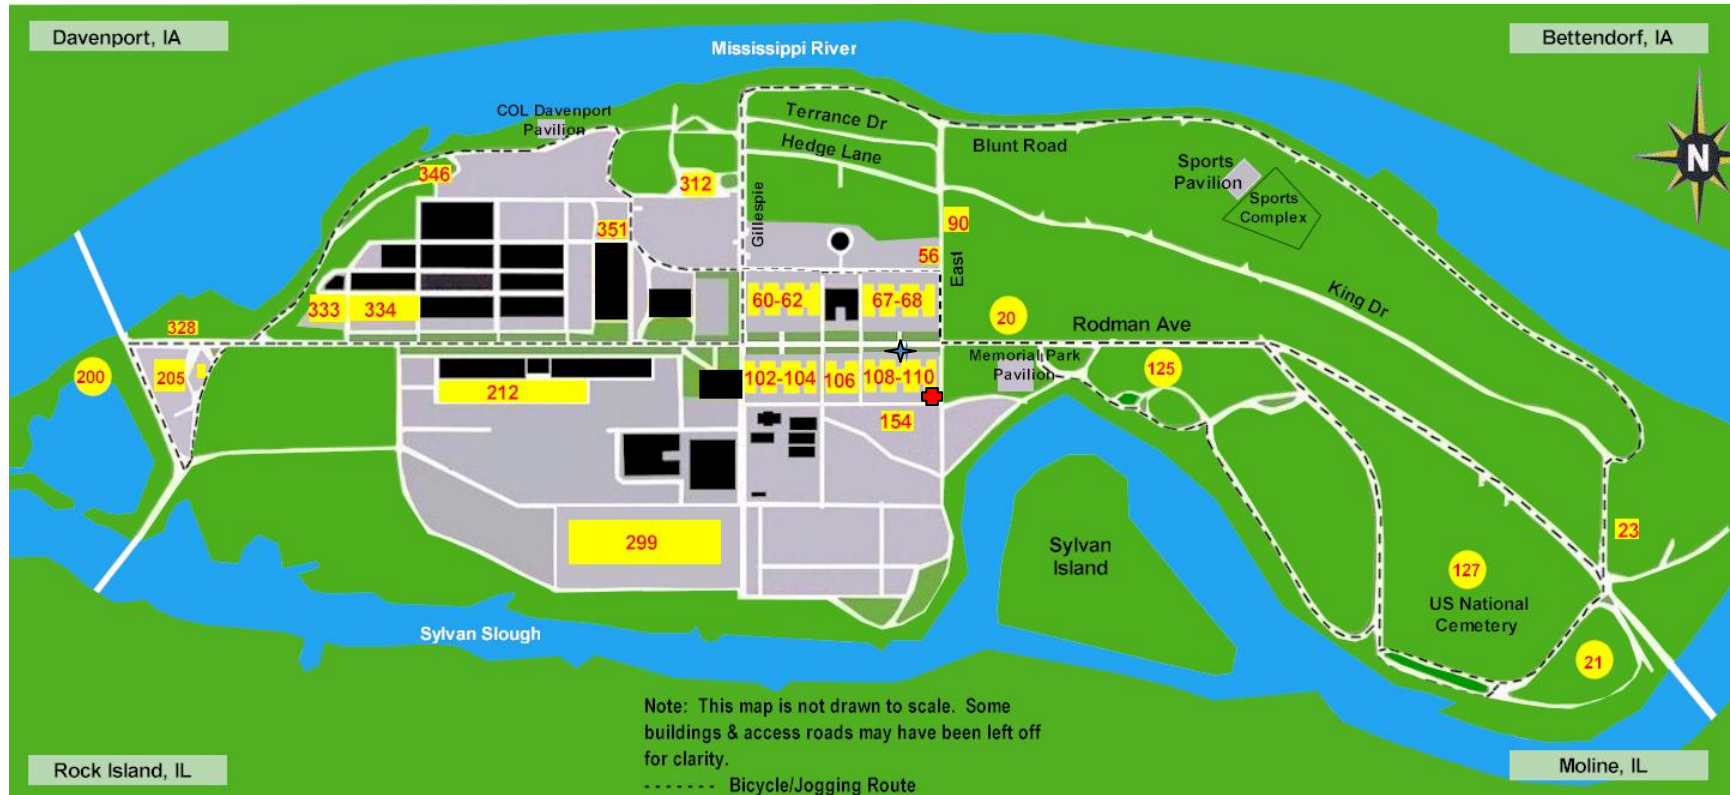 Davenport, IA
Bettendorf, IA
Mississippi River
COL Davenport
Pavilion
Terrance Dr
Hedge Lane
Blunt Road
Sports
Pavilion
Sports
Complex
N
346
312
Gillespie
351
90
56
East
King Dr
60-62
67-68
333
334
20
Rodman Ave
328
200
205
Memorial Park
Pavilion
125
212
102-104
106
108-110
154
299
Sylvan
Island
23
127
US National
Cemetery
21
Sylvan Slough
Note: This map is not drawn to scale. Some
buildings & access roads may have been left off
for clarity.
------- Bicycle/Jogging Route
Rock Island, IL
Moline, IL